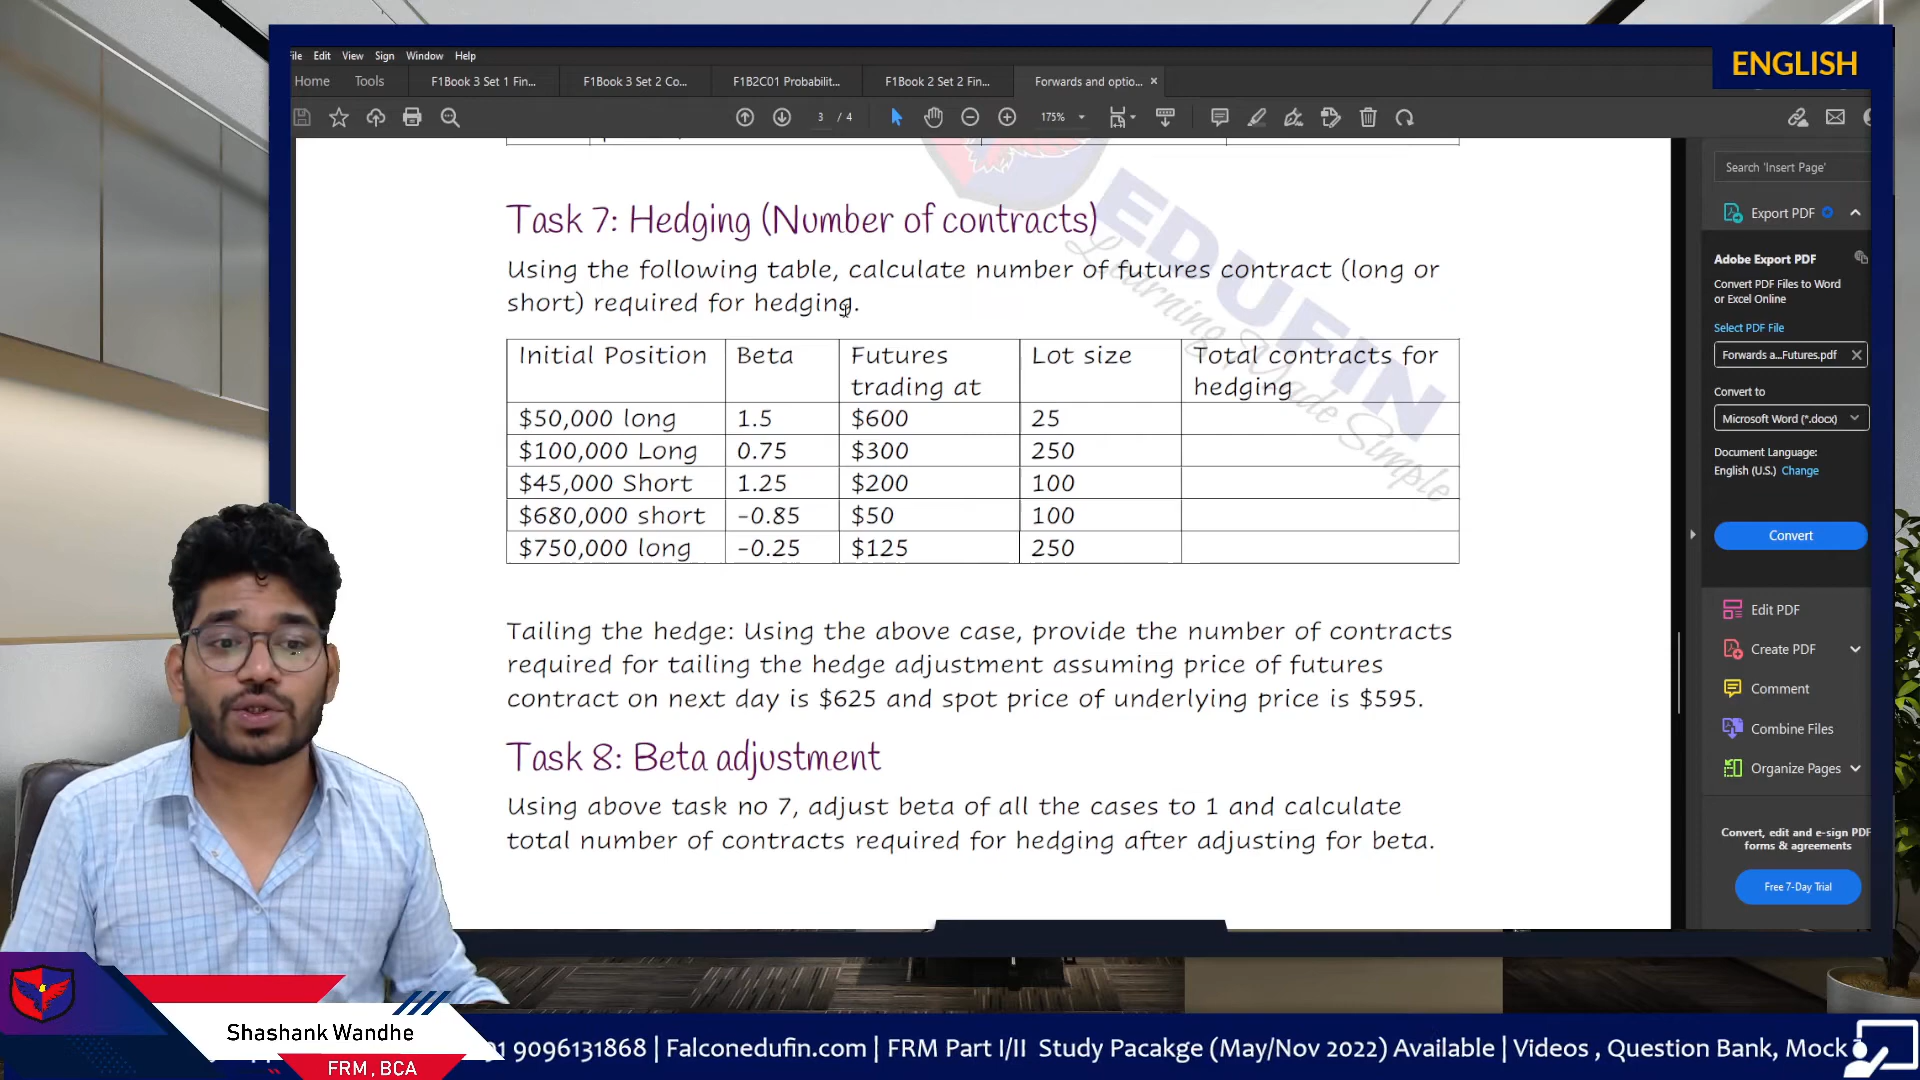 ENGLISH
File Edit View Sign Window Help
Home Tools F1Book 3 Set 1 Fin... F1Book 3 Set 2 Co... F1B2C01 Probabilit... F1Book 2 Set 2 Fin... Forwards and optio... ×
3 / 4 175%
Search 'Insert Page'
Export PDF
Adobe Export PDF
Convert PDF Files to Word
or Excel Online
Select PDF File
Forwards a...Futures.pdf
Convert to
Microsoft Word (*.docx)
Document Language:
English (U.S.) Change
Convert
Edit PDF
Create PDF
Comment
Combine Files
Organize Pages
Convert, edit and e-sign PDF
forms & agreements
Free 7-Day Trial
EDUFIN
Learning Made Simple
Task 7: Hedging (Number of contracts)
Using the following table, calculate number of futures contract (long or
short) required for hedging.
Initial Position Beta Futures trading at Lot size Total contracts for hedging
$50,000 long 1.5 $600 25
$100,000 Long 0.75 $300 250
$45,000 Short 1.25 $200 100
$680,000 short -0.85 $50 100
$750,000 long -0.25 $125 250
Tailing the hedge: Using the above case, provide the number of contracts
required for tailing the hedge adjustment assuming price of futures
contract on next day is $625 and spot price of underlying price is $595.
Task 8: Beta adjustment
Using above task no 7, adjust beta of all the cases to 1 and calculate
total number of contracts required for hedging after adjusting for beta.
Shashank Wandhe
FRM, BCA
91 9096131868 | Falconedufin.com | FRM Part I/II Study Pacakge (May/Nov 2022) Available | Videos , Question Bank, Mock